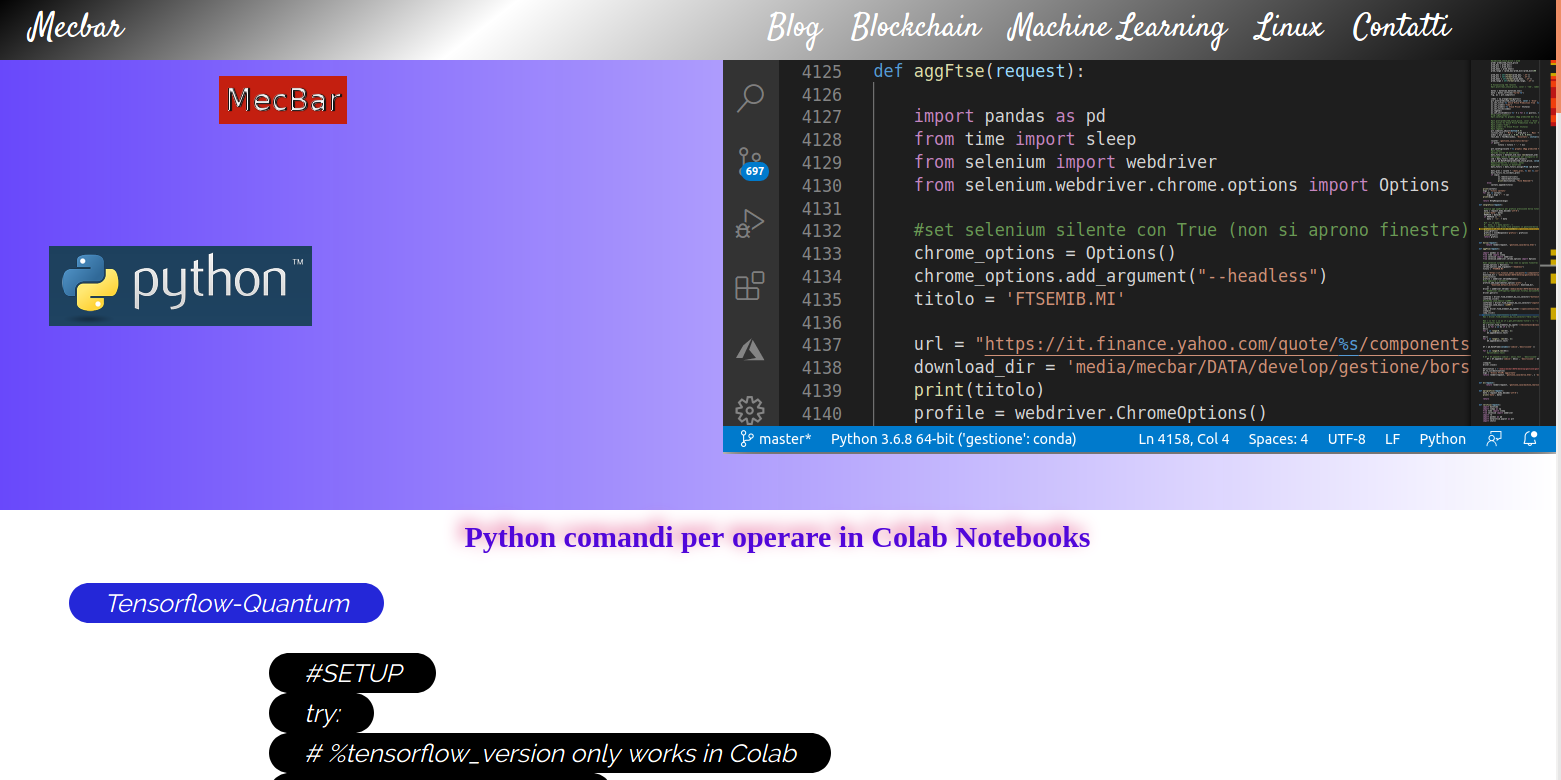 Mecbar Blog Blockchain Machine Learning Linux Contatti
MecBar
python™
4125 def aggFtse(request):
4126
4127 import pandas as pd
4128 from time import sleep
4129 from selenium import webdriver
4130 from selenium.webdriver.chrome.options import Options
4131
4132 #set selenium silente con True (non si aprono finestre)
4133 chrome_options = Options()
4134 chrome_options.add_argument("--headless")
4135 titolo = 'FTSEMIB.MI'
4136
4137 url = "https://it.finance.yahoo.com/quote/%s/components
4138 download_dir = 'media/mecbar/DATA/develop/gestione/bors
4139 print(titolo)
4140 profile = webdriver.ChromeOptions()
697
master* Python 3.6.8 64-bit ('gestione': conda) Ln 4158, Col 4 Spaces: 4 UTF-8 LF Python
Python comandi per operare in Colab Notebooks
Tensorflow-Quantum
#SETUP
try:
# %tensorflow_version only works in Colab